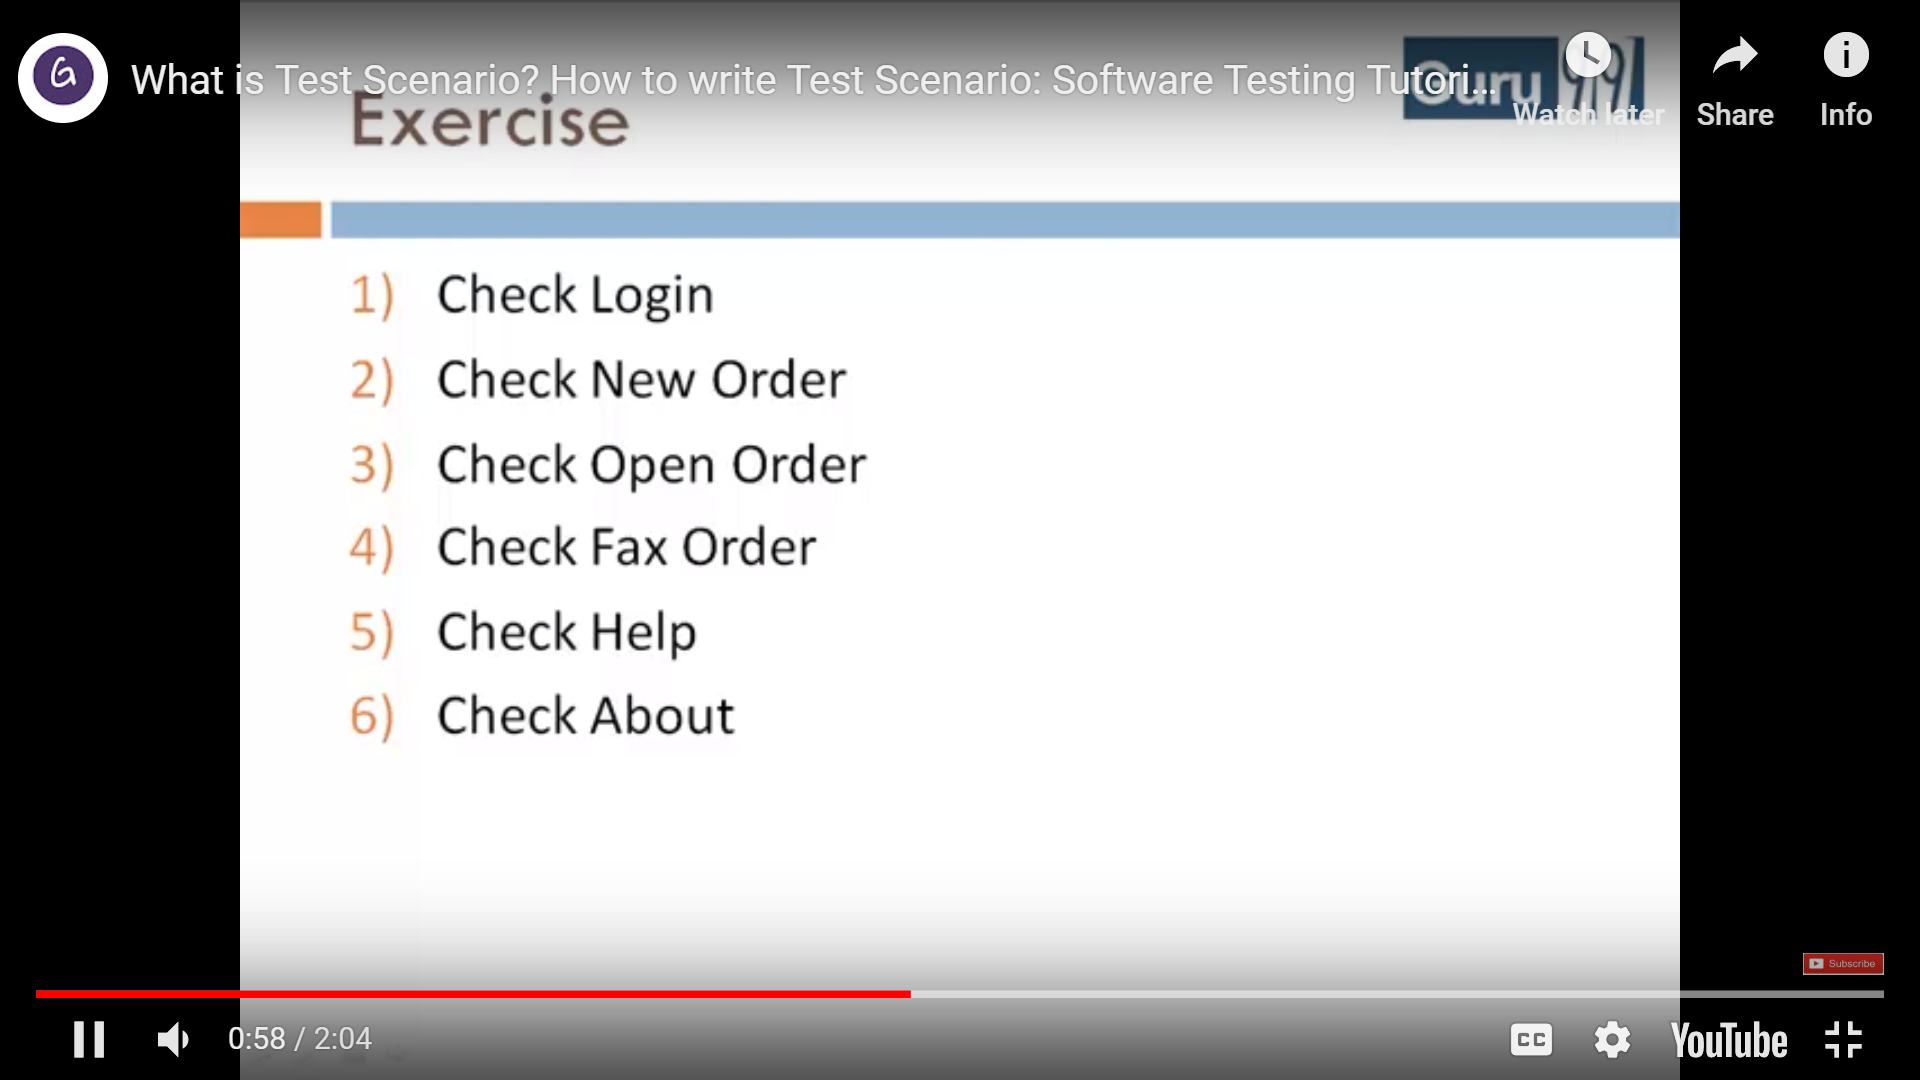 What is Test Scenario? How to write Test Scenario: Software Testing Tutori...
Guru 99
Watch later
Share
Info
Exercise
1) Check Login
2) Check New Order
3) Check Open Order
4) Check Fax Order
5) Check Help
6) Check About
Subscribe
0:58 / 2:04
CC
YouTube